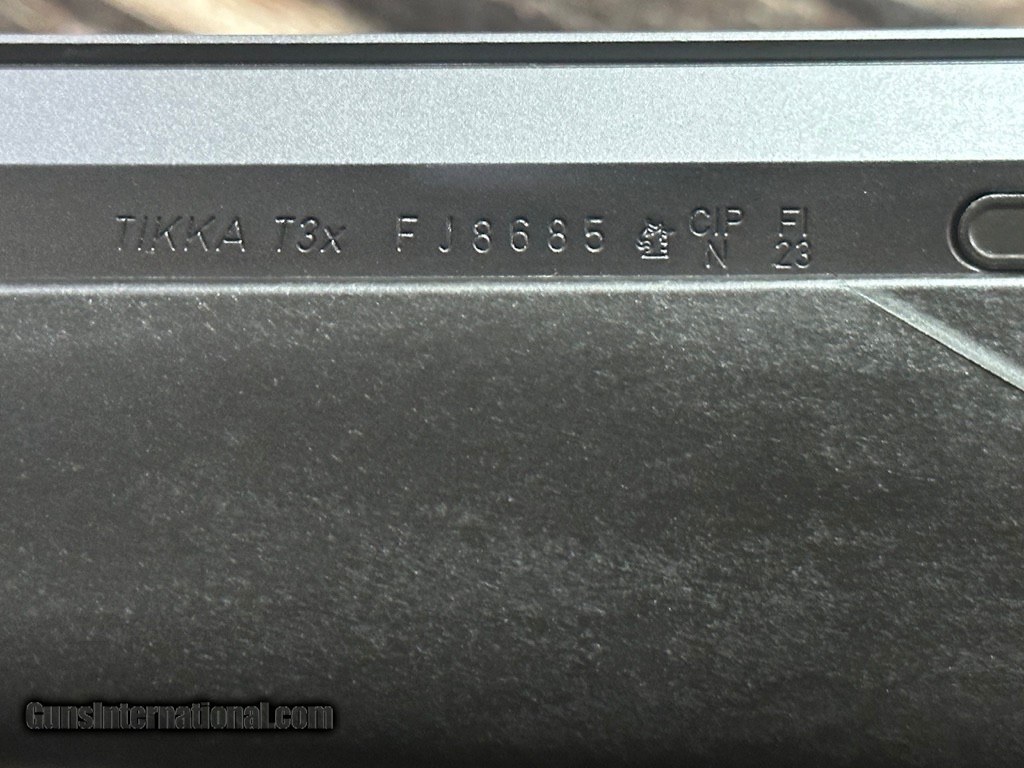 TIKKA T3x FJ8685 CIP FI
N 23
GunsInternational.com